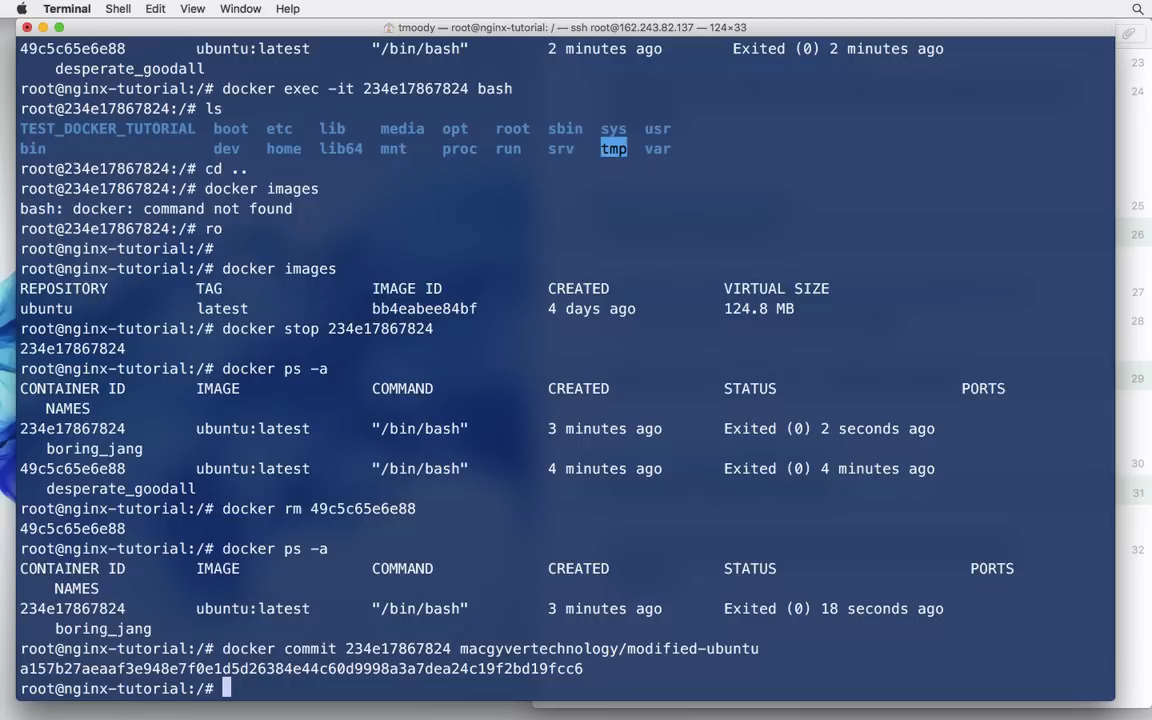 Terminal Shell Edit View Window Help
tmoody — root@nginx-tutorial: / — ssh root@162.243.82.137 — 124×33
49c5c65e6e88 ubuntu:latest "/bin/bash" 2 minutes ago Exited (0) 2 minutes ago
desperate_goodall
root@nginx-tutorial:/# docker exec -it 234e17867824 bash
root@234e17867824:/# ls
TEST_DOCKER_TUTORIAL boot etc lib media opt root sbin sys usr
bin dev home lib64 mnt proc run srv tmp var
root@234e17867824:/# cd ..
root@234e17867824:/# docker images
bash: docker: command not found
root@234e17867824:/# ro
root@nginx-tutorial:/#
root@nginx-tutorial:/# docker images
REPOSITORY TAG IMAGE ID CREATED VIRTUAL SIZE
ubuntu latest bb4eabee84bf 4 days ago 124.8 MB
root@nginx-tutorial:/# docker stop 234e17867824
234e17867824
root@nginx-tutorial:/# docker ps -a
CONTAINER ID IMAGE COMMAND CREATED STATUS PORTS
NAMES
234e17867824 ubuntu:latest "/bin/bash" 3 minutes ago Exited (0) 2 seconds ago
boring_jang
49c5c65e6e88 ubuntu:latest "/bin/bash" 4 minutes ago Exited (0) 4 minutes ago
desperate_goodall
root@nginx-tutorial:/# docker rm 49c5c65e6e88
49c5c65e6e88
root@nginx-tutorial:/# docker ps -a
CONTAINER ID IMAGE COMMAND CREATED STATUS PORTS
NAMES
234e17867824 ubuntu:latest "/bin/bash" 3 minutes ago Exited (0) 18 seconds ago
boring_jang
root@nginx-tutorial:/# docker commit 234e17867824 macgyvertechnology/modified-ubuntu
a157b27aeaaf3e948e7f0e1d5d26384e44c60d9998a3a7dea24c19f2bd19fcc6
root@nginx-tutorial:/#
23
24
25
26
27
28
29
30
31
32